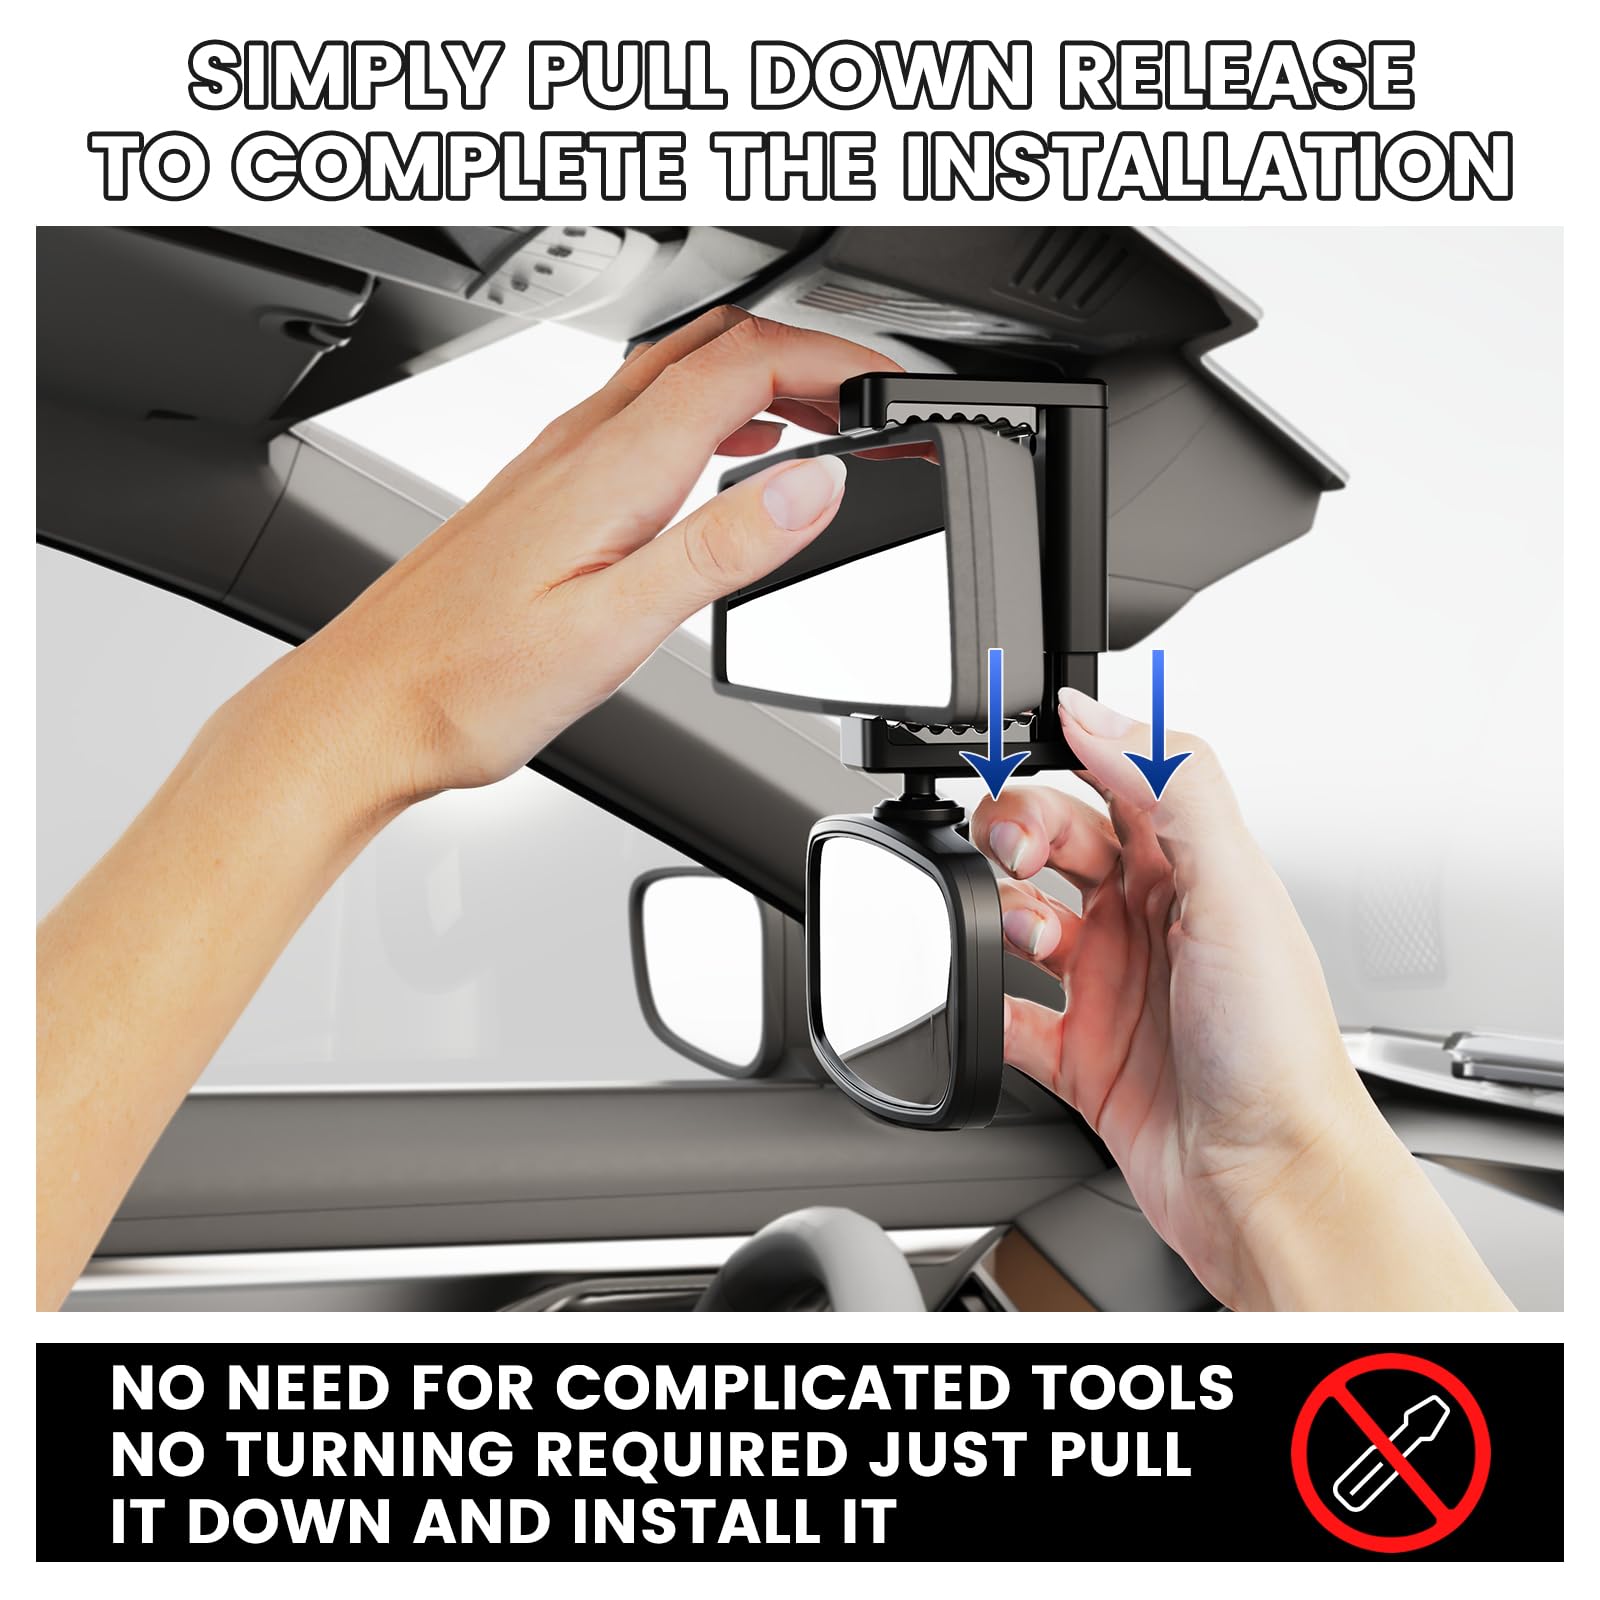 SIMPLY PULL DOWN RELEASE
TO COMPLETE THE INSTALLATION
NO NEED FOR COMPLICATED TOOLS
NO TURNING REQUIRED JUST PULL
IT DOWN AND INSTALL IT